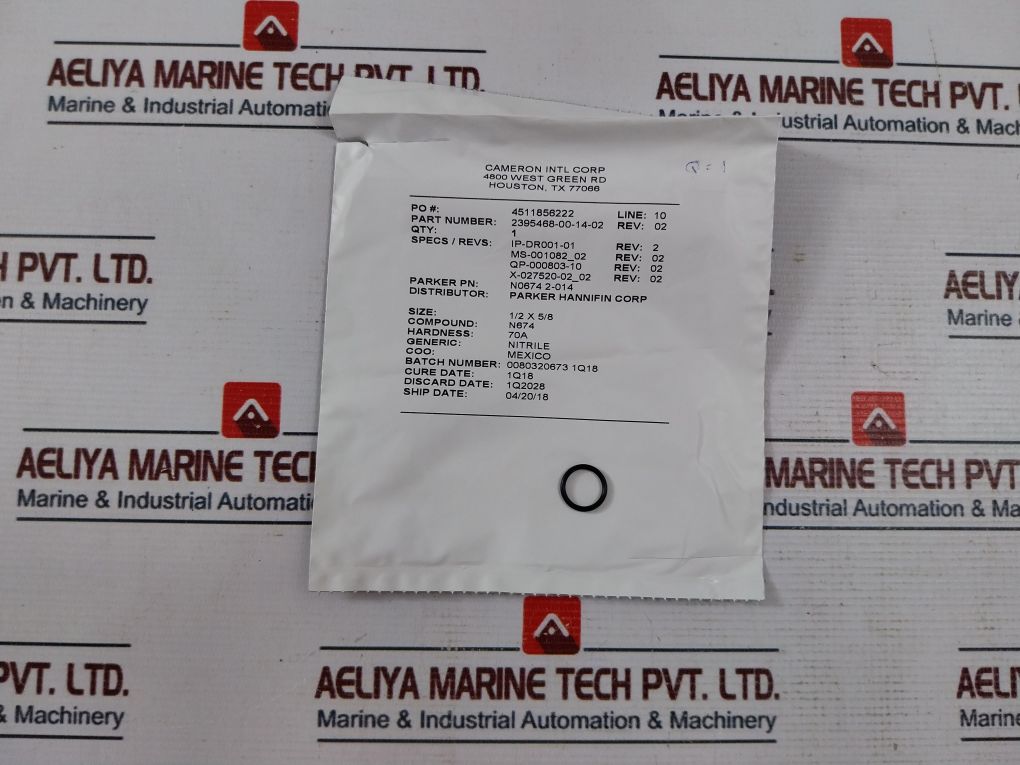 AELIYA MARINE TECH PVT. LTD.
Marine & Industrial Automation
AELIYA MARINE TECH PVT. L
Marin ustrial Automation & Mach
CAMERON INTL CORP
4800 WEST GREEN RD
HOUSTON, TX 77066
Q = 1
PO #: 4511856222 LINE: 10
PART NUMBER: 2395468-00-14-02 REV: 02
QTY: 1
SPECS / REVS: IP-DR001-01 REV: 2
MS-001082_02 REV: 02
QP-000803-10 REV: 02
X-027520-02_02 REV: 02
PARKER PN: N0674 2-014
DISTRIBUTOR: PARKER HANNIFIN CORP
SIZE: 1/2 X 5/8
COMPOUND: N674
HARDNESS: 70A
GENERIC: NITRILE
COO: MEXICO
BATCH NUMBER: 0080320673 1Q18
CURE DATE: 1Q18
DISCARD DATE: 1Q2028
SHIP DATE: 04/20/18
H PVT. LTD.
n & Machinery
AELIY
Marine
AELIYA MARINE TECH
Marine & Industrial Automati
MARINE TECH PVT
ndustrial Automation & Ma
PVT. LTD.
& Machinery
AELIYA MARINE TECH PVT. LTD.
Marine & Industrial Automation & Machinery
AELI
Marine